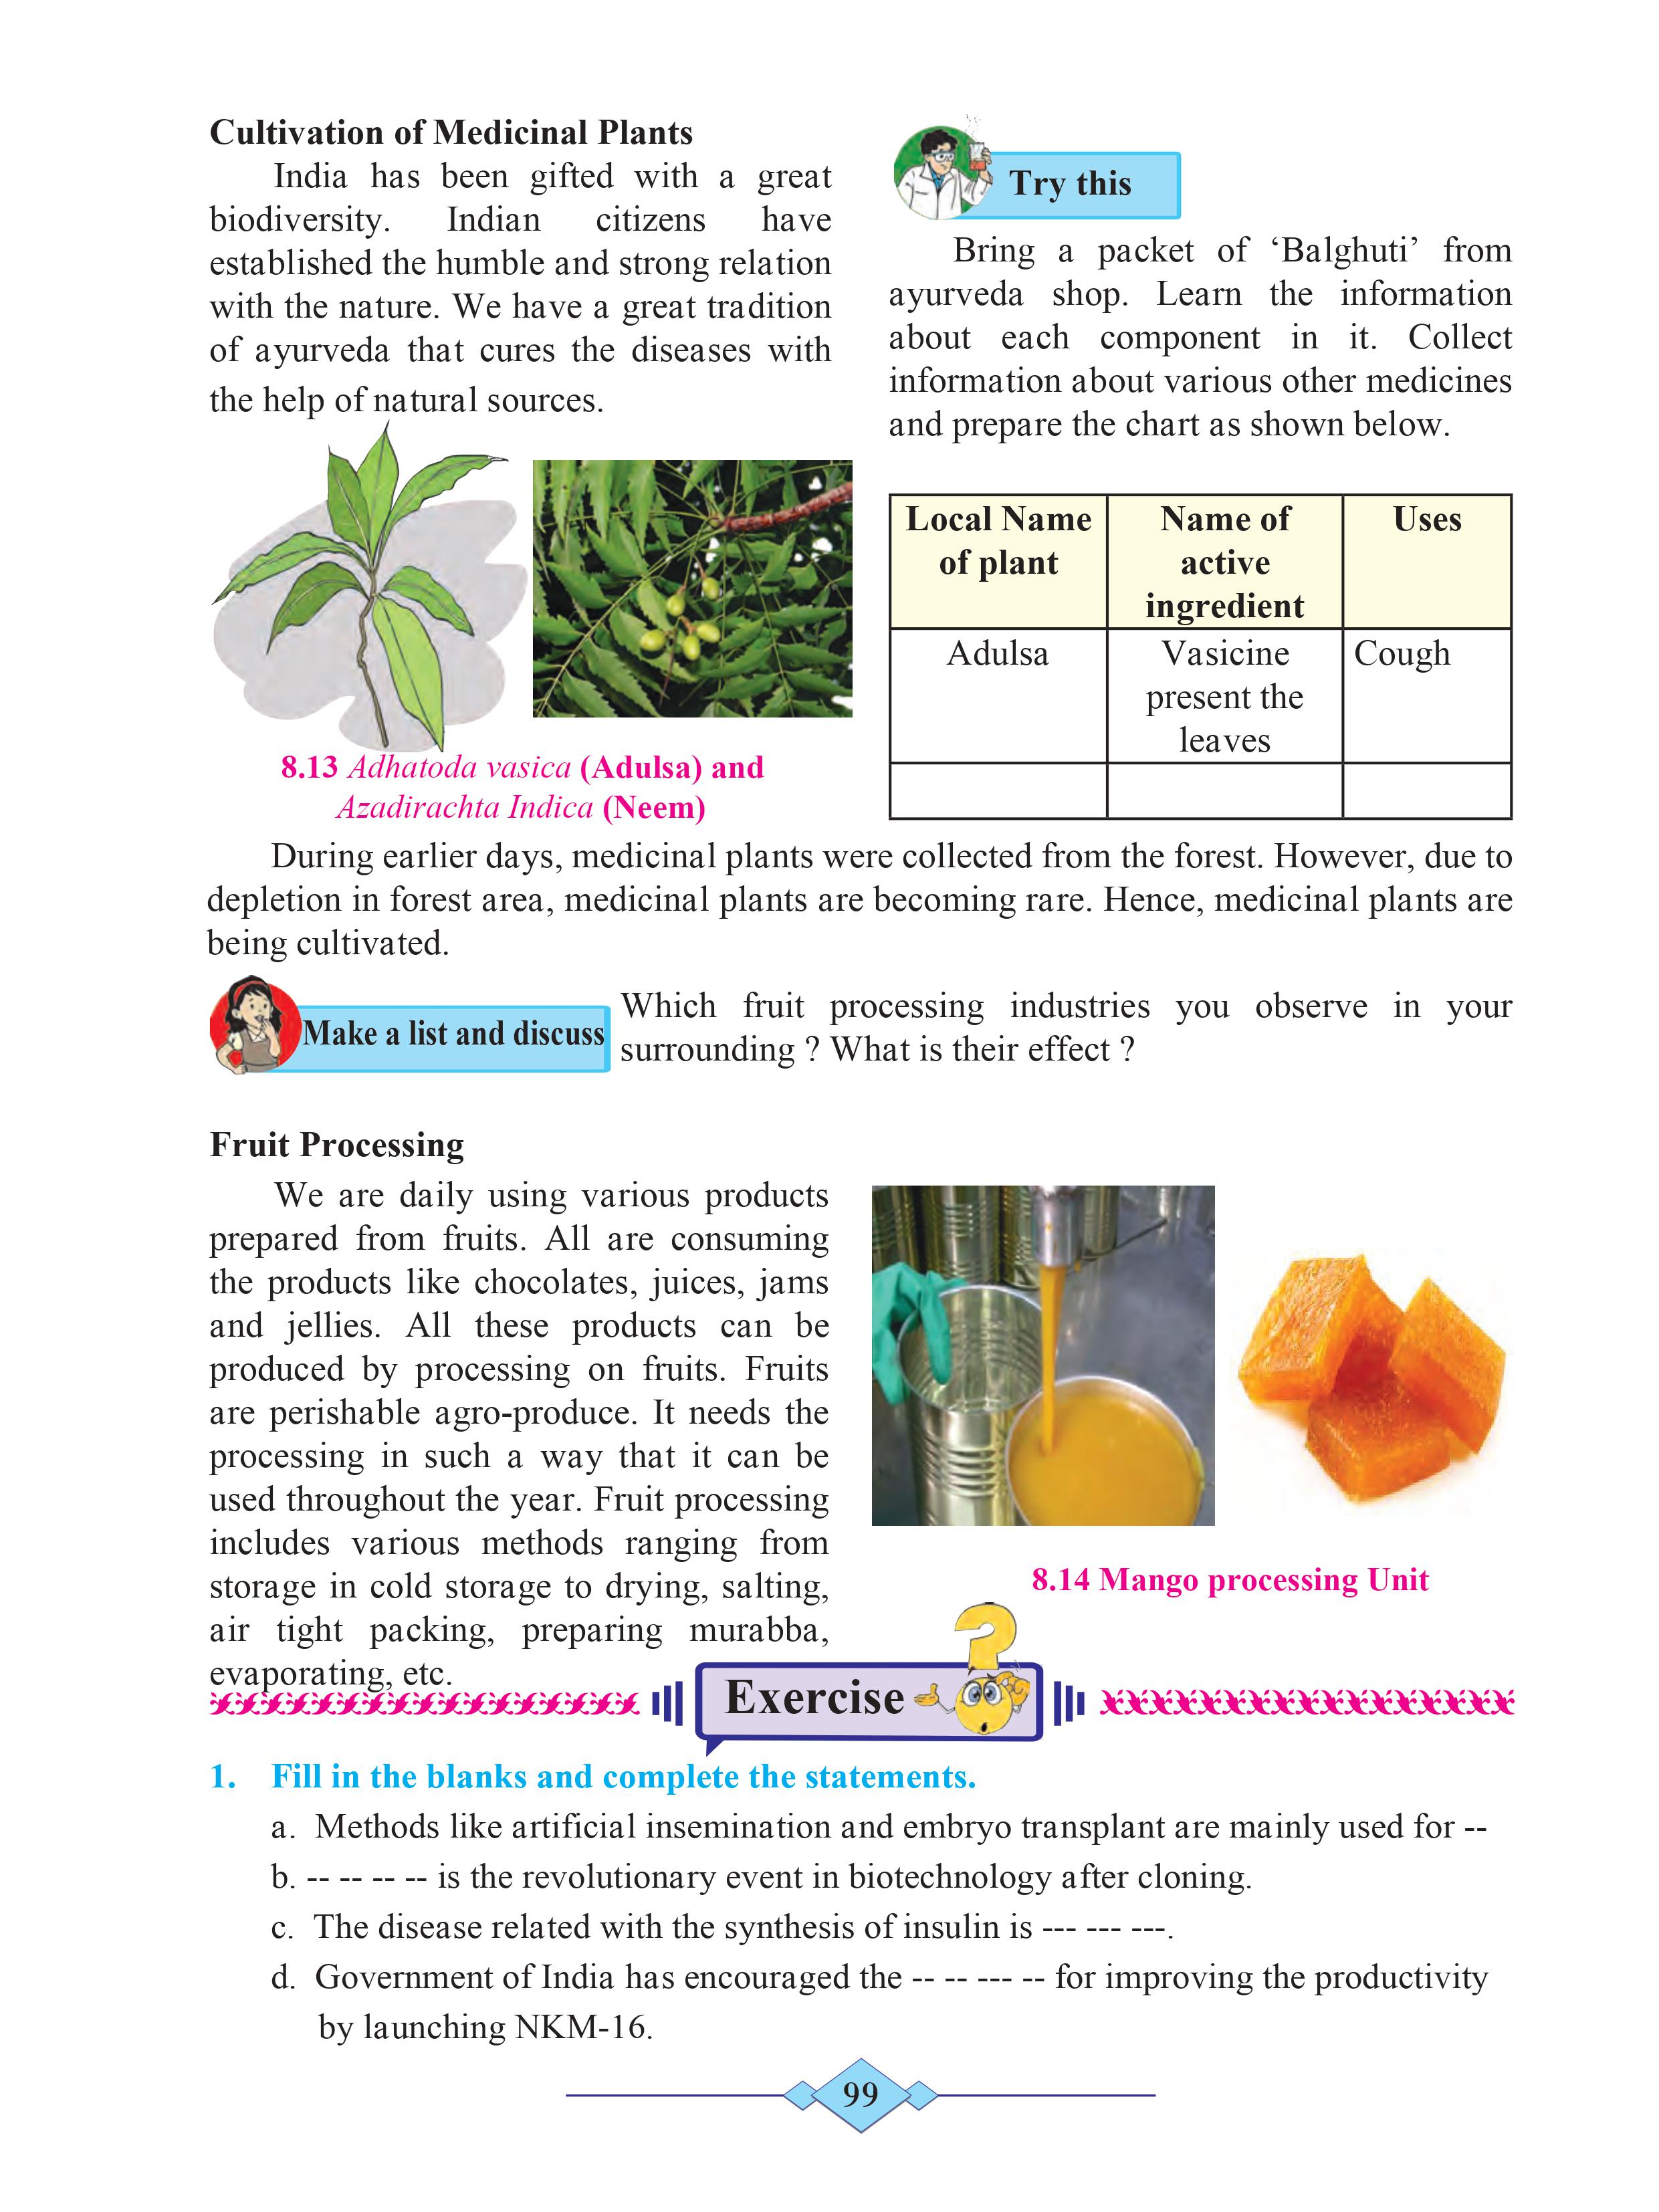 Cultivation of Medicinal Plants
India has been gifted with a great
biodiversity. Indian citizens have
established the humble and strong relation
with the nature. We have a great tradition
of ayurveda that cures the diseases with
the help of natural sources.
8.13 Adhatoda vasica (Adulsa) and
Azadirachta Indica (Neem)
Try this
Bring a packet of ‘Balghuti’ from
ayurveda shop. Learn the information
about each component in it. Collect
information about various other medicines
and prepare the chart as shown below.
Local Name Name of Uses
of plant active
ingredient
Adulsa Vasicine Cough
present the
leaves
During earlier days, medicinal plants were collected from the forest. However, due to
depletion in forest area, medicinal plants are becoming rare. Hence, medicinal plants are
being cultivated.
Make a list and discuss
Which fruit processing industries you observe in your
surrounding ? What is their effect ?
Fruit Processing
We are daily using various products
prepared from fruits. All are consuming
the products like chocolates, juices, jams
and jellies. All these products can be
produced by processing on fruits. Fruits
are perishable agro-produce. It needs the
processing in such a way that it can be
used throughout the year. Fruit processing
includes various methods ranging from
storage in cold storage to drying, salting,
air tight packing, preparing murabba,
evaporating, etc.
8.14 Mango processing Unit
Exercise ?
1. Fill in the blanks and complete the statements.
a. Methods like artificial insemination and embryo transplant are mainly used for --
b. -- -- -- -- is the revolutionary event in biotechnology after cloning.
c. The disease related with the synthesis of insulin is --- --- ---.
d. Government of India has encouraged the -- -- --- -- for improving the productivity
by launching NKM-16.
99